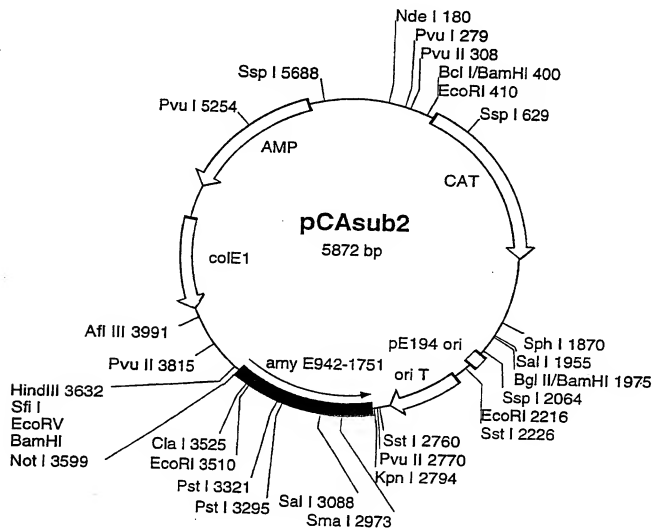 Nde I 180
Pvu I 279
Pvu II 308
Bcl I/BamHI 400
EcoRI 410
Ssp I 629
Ssp I 5688
Pvu I 5254
AMP
CAT
pCAsub2
5872 bp
colE1
Afl III 3991
Pvu II 3815
HindIII 3632
Sfi I
EcoRV
BamHI
Not I 3599
amy E942-1751
pE194 ori
ori T
Sph I 1870
Sal I 1955
Bgl II/BamHI 1975
Ssp I 2064
EcoRI 2216
Sst I 2226
Sst I 2760
Pvu II 2770
Kpn I 2794
Cla I 3525
EcoRI 3510
Pst I 3321
Pst I 3295
Sal I 3088
Sma I 2973